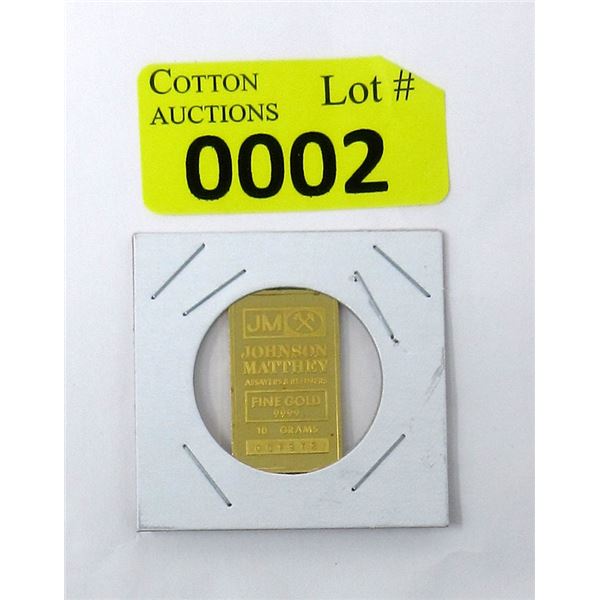 COTTON
AUCTIONS
Lot #
0002
JM
JOHNSON
MATTHEY
ASSAYERS & REFINERS
FINE GOLD
9999
10 GRAMS